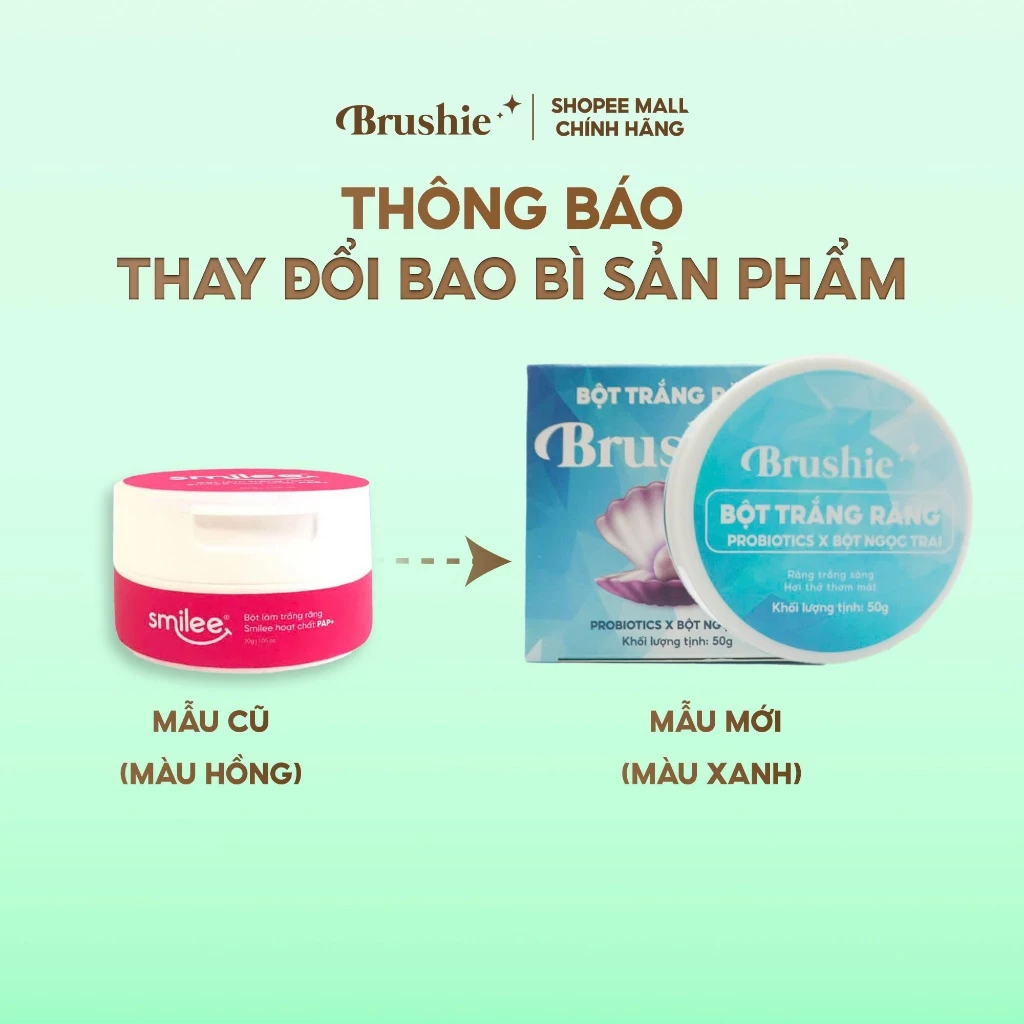 Brushie
SHOPEE MALL
CHÍNH HÃNG
THÔNG BÁO
THAY ĐỔI BAO BÌ SẢN PHẨM
smilee
smilee®
Bột làm trắng răng
Smilee hoạt chất PAP+
BỘT TRẮNG
Brus
PROBIOTICS X BỘT
Khối lượng tịnh: 50g
Brushie
BỘT TRẮNG RĂNG
PROBIOTICS X BỘT NGỌC TRAI
Răng trắng sáng
Hơi thở thơm mát
Khối lượng tịnh: 50g
MẪU CŨ
(MÀU HỒNG)
MẪU MỚI
(MÀU XANH)